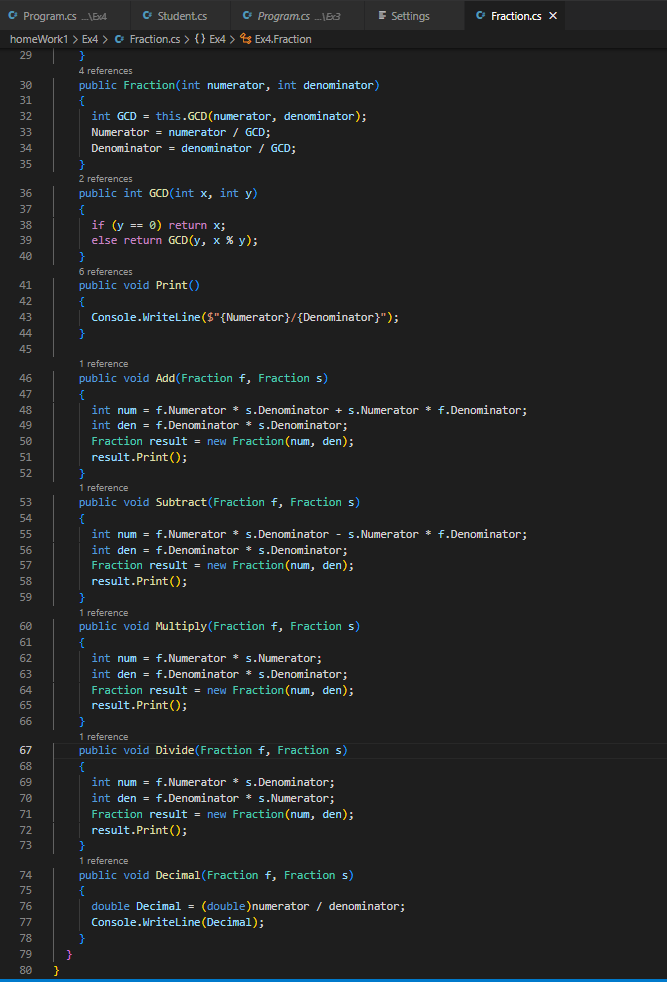 Program.cs ...\Ex4 Student.cs Program.cs ...\Ex3 Settings Fraction.cs
homeWork1 > Ex4 > Fraction.cs > {} Ex4 > Ex4.Fraction
29 }
4 references
30 public Fraction(int numerator, int denominator)
31 {
32 int GCD = this.GCD(numerator, denominator);
33 Numerator = numerator / GCD;
34 Denominator = denominator / GCD;
35 }
2 references
36 public int GCD(int x, int y)
37 {
38 if (y == 0) return x;
39 else return GCD(y, x % y);
40 }
6 references
41 public void Print()
42 {
43 Console.WriteLine($"{Numerator}/{Denominator}");
44 }
45
1 reference
46 public void Add(Fraction f, Fraction s)
47 {
48 int num = f.Numerator * s.Denominator + s.Numerator * f.Denominator;
49 int den = f.Denominator * s.Denominator;
50 Fraction result = new Fraction(num, den);
51 result.Print();
52 }
1 reference
53 public void Subtract(Fraction f, Fraction s)
54 {
55 int num = f.Numerator * s.Denominator - s.Numerator * f.Denominator;
56 int den = f.Denominator * s.Denominator;
57 Fraction result = new Fraction(num, den);
58 result.Print();
59 }
1 reference
60 public void Multiply(Fraction f, Fraction s)
61 {
62 int num = f.Numerator * s.Numerator;
63 int den = f.Denominator * s.Denominator;
64 Fraction result = new Fraction(num, den);
65 result.Print();
66 }
1 reference
67 public void Divide(Fraction f, Fraction s)
68 {
69 int num = f.Numerator * s.Denominator;
70 int den = f.Denominator * s.Numerator;
71 Fraction result = new Fraction(num, den);
72 result.Print();
73 }
1 reference
74 public void Decimal(Fraction f, Fraction s)
75 {
76 double Decimal = (double)numerator / denominator;
77 Console.WriteLine(Decimal);
78 }
79 }
80 }